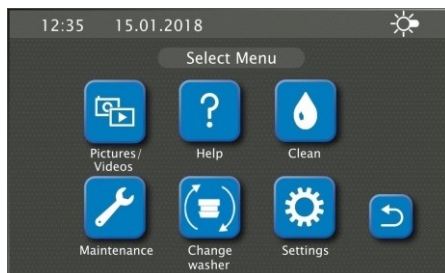 12:35 15.01.2018
Select Menu
Pictures/
Videos
Help
Clean
Maintenance
Change
washer
Settings